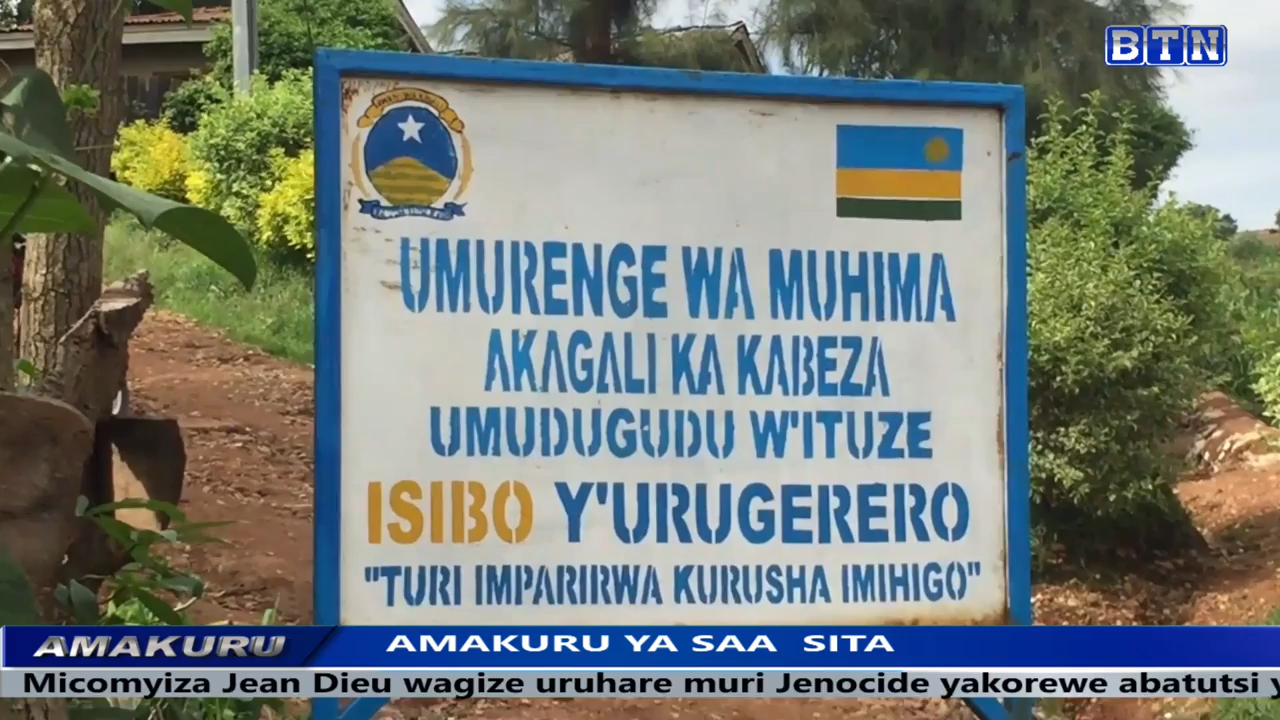 BTN
UMURENGE WA MUHIMA
AKAGALI KA KABEZA
UMUDUGUDU W'ITUZE
ISIBO Y'URUGERERO
"TURI IMPARIRWA KURUSHA IMIHIGO"
AMAKURU
AMAKURU YA SAA SITA
Micomyiza Jean Dieu wagize uruhare muri Jenocide yakorewe abatutsi y